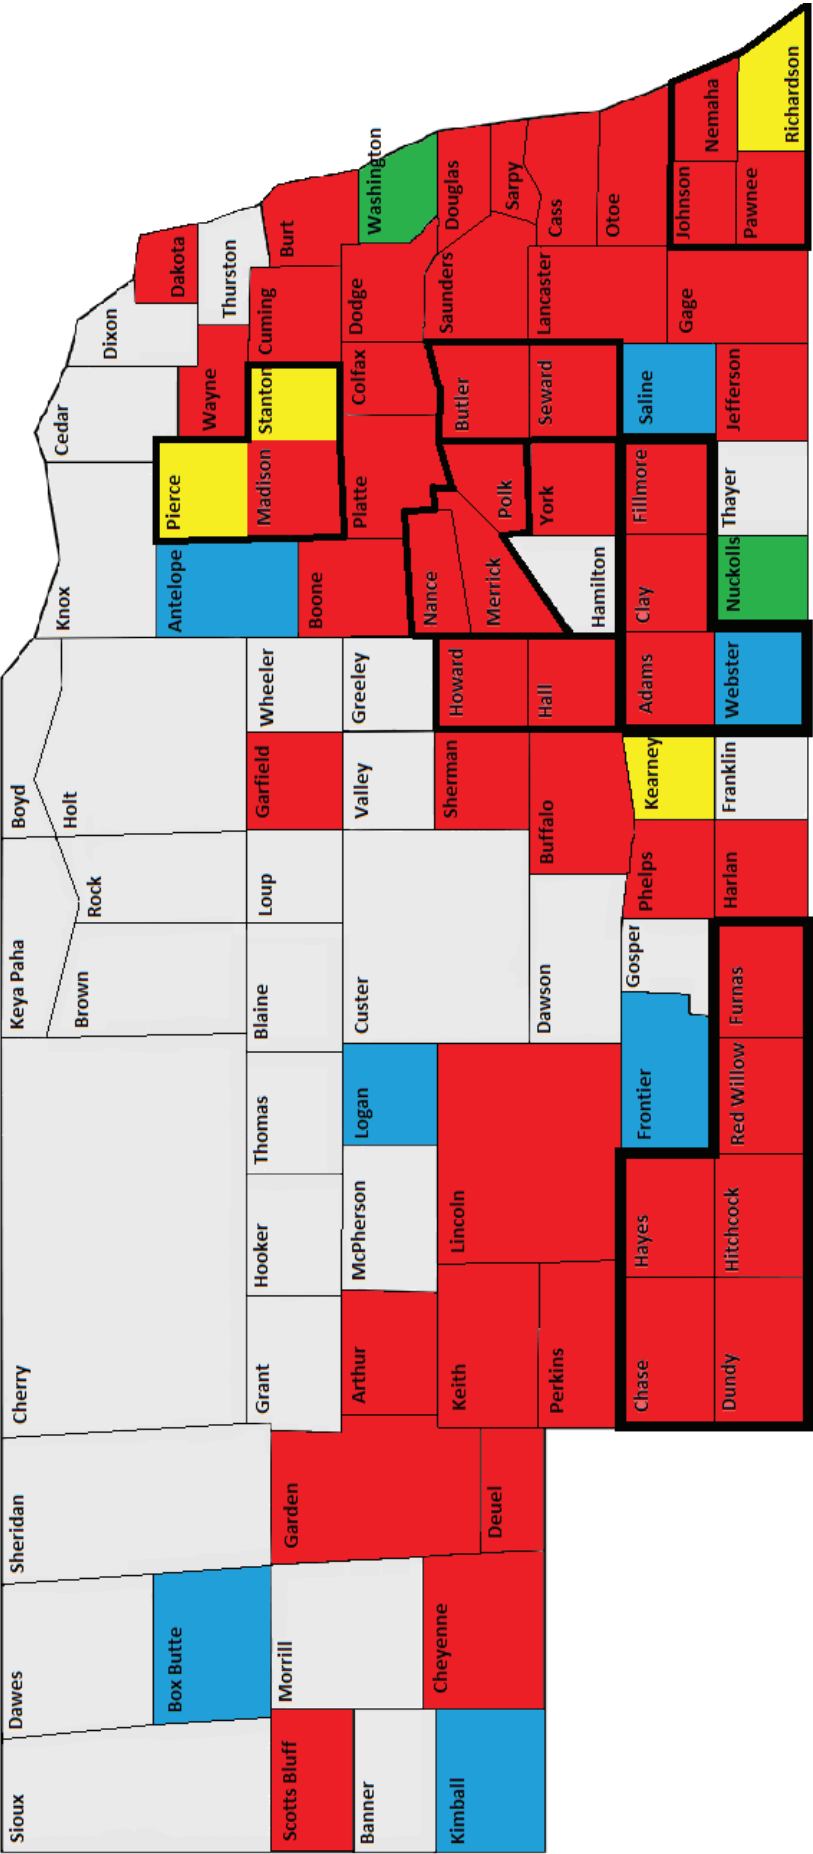 Sioux
Dawes
Sheridan
Cherry
Keya Paha
Boyd
Brown
Rock
Holt
Knox
Cedar
Dixon
Dakota
Box Butte
Antelope
Pierce
Wayne
Thurston
Scotts Bluff
Morrill
Garden
Grant
Hooker
Thomas
Blaine
Loup
Garfield
Wheeler
Boone
Madison
Stanton
Cuming
Burt
Banner
Arthur
McPherson
Logan
Custer
Valley
Greeley
Platte
Colfax
Dodge
Washington
Kimball
Cheyenne
Deuel
Keith
Lincoln
Sherman
Howard
Nance
Merrick
Polk
Butler
Saunders
Douglas
Sarpy
Perkins
Dawson
Buffalo
Hall
Hamilton
York
Seward
Lancaster
Cass
Otoe
Chase
Hayes
Frontier
Gosper
Phelps
Kearney
Adams
Clay
Fillmore
Saline
Gage
Johnson
Nemaha
Dundy
Hitchcock
Red Willow
Furnas
Harlan
Franklin
Webster
Nuckolls
Thayer
Jefferson
Pawnee
Richardson